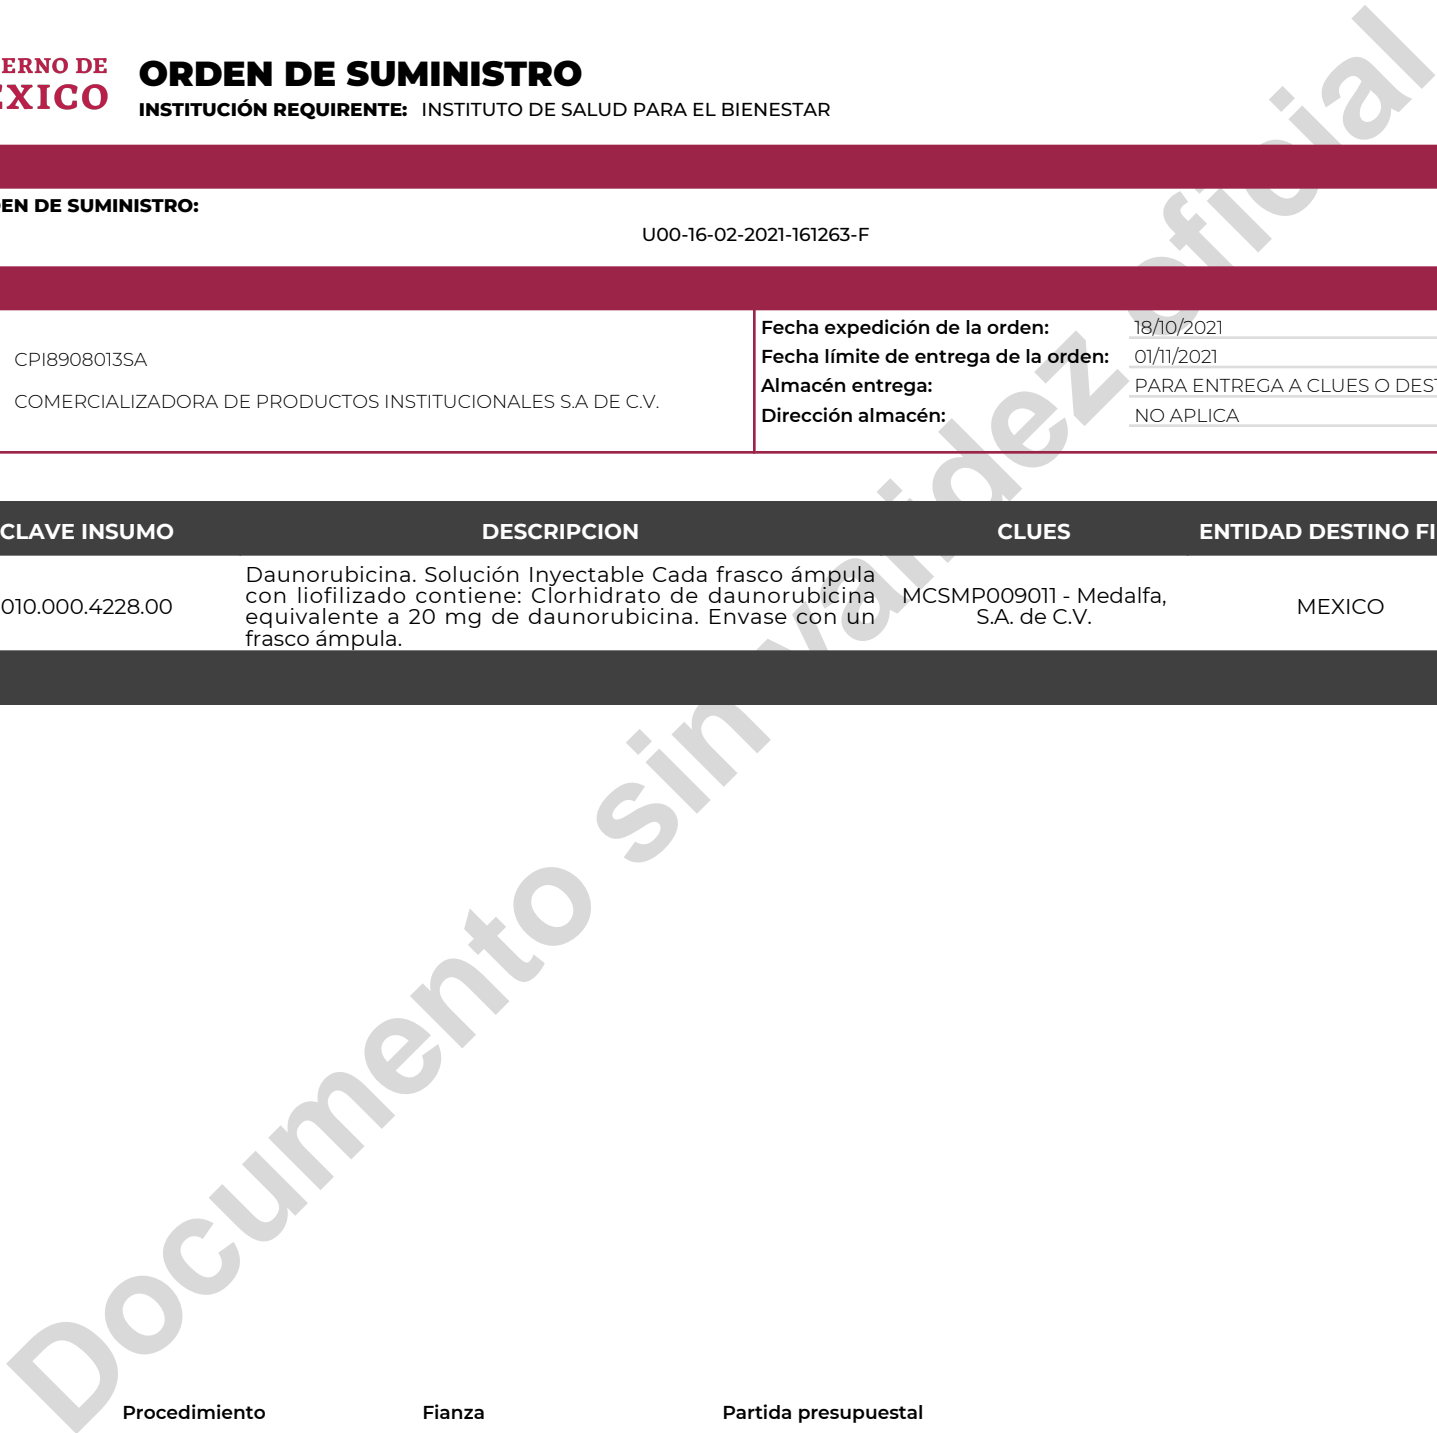 ERNO DE
EXICO
ORDEN DE SUMINISTRO
INSTITUCIÓN REQUIRENTE: INSTITUTO DE SALUD PARA EL BIENESTAR
EN DE SUMINISTRO:
U00-16-02-2021-161263-F
CPI8908013SA
COMERCIALIZADORA DE PRODUCTOS INSTITUCIONALES S.A DE C.V.
Fecha expedición de la orden: 18/10/2021
Fecha límite de entrega de la orden: 01/11/2021
Almacén entrega: PARA ENTREGA A CLUES O DEST
Dirección almacén: NO APLICA
CLAVE INSUMO DESCRIPCION CLUES ENTIDAD DESTINO FI
010.000.4228.00
Daunorubicina. Solución Inyectable Cada frasco ámpula
con liofilizado contiene: Clorhidrato de daunorubicina
equivalente a 20 mg de daunorubicina. Envase con un
frasco ámpula.
MCSMP009011 - Medalfa,
S.A. de C.V.
MEXICO
Documento sin validez oficial
Procedimiento Fianza Partida presupuestal